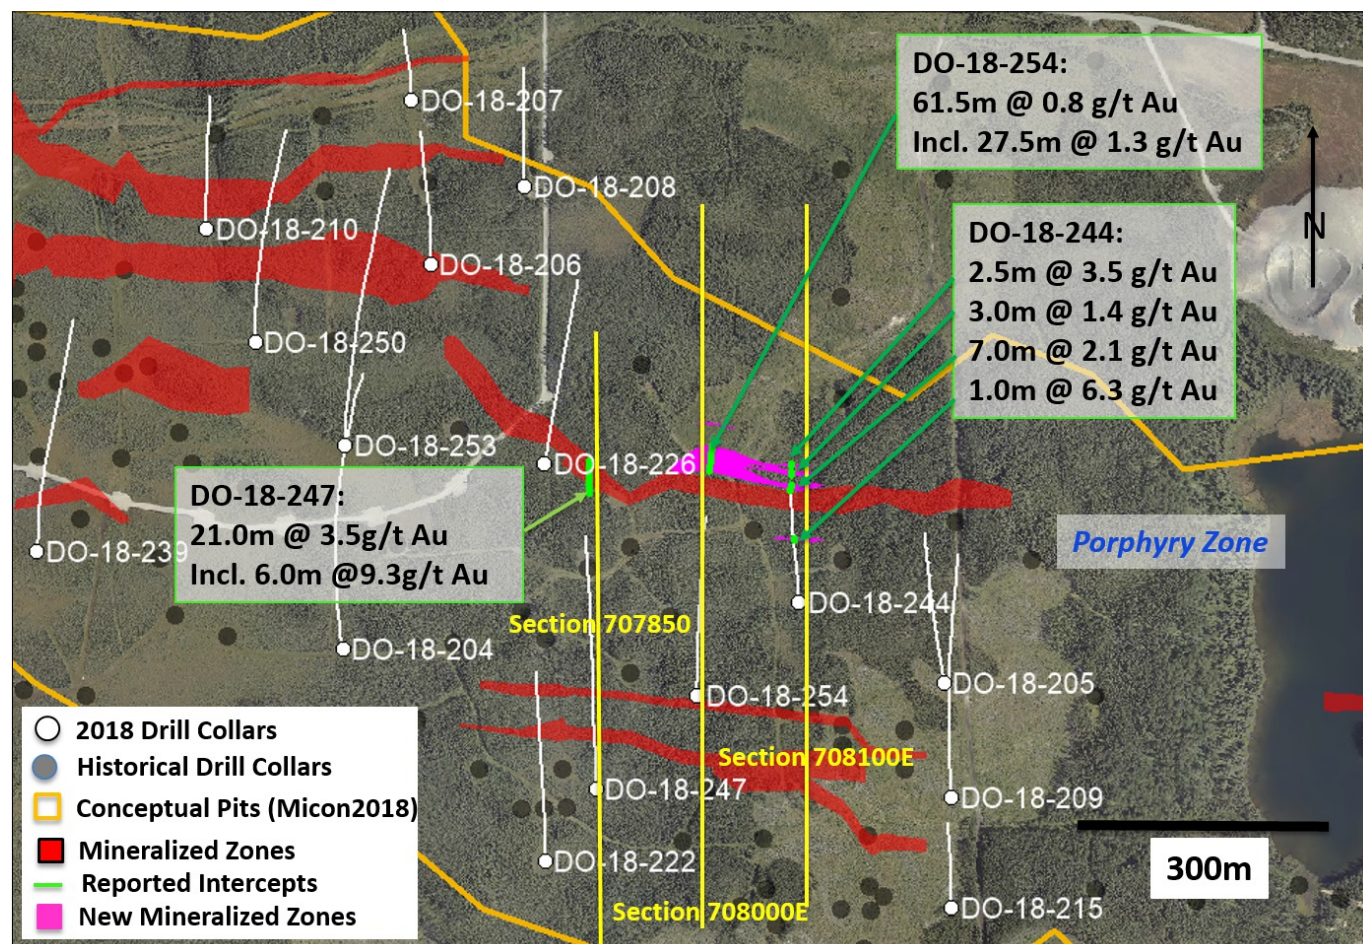 DO-18-254:
61.5m @ 0.8 g/t Au
Incl. 27.5m @ 1.3 g/t Au
DO-18-207
DO-18-208
N
DO-18-210
DO-18-244:
2.5m @ 3.5 g/t Au
3.0m @ 1.4 g/t Au
7.0m @ 2.1 g/t Au
1.0m @ 6.3 g/t Au
DO-18-206
DO-18-250
DO-18-253
DO-18-226
DO-18-247:
21.0m @ 3.5g/t Au
Incl. 6.0m @9.3g/t Au
DO-18-239
Porphyry Zone
DO-18-244
Section 707850
DO-18-204
DO-18-205
DO-18-254
Section 708100E
DO-18-247
DO-18-209
DO-18-222
300m
Section 708000E
DO-18-215
2018 Drill Collars
Historical Drill Collars
Conceptual Pits (Micon2018)
Mineralized Zones
Reported Intercepts
New Mineralized Zones